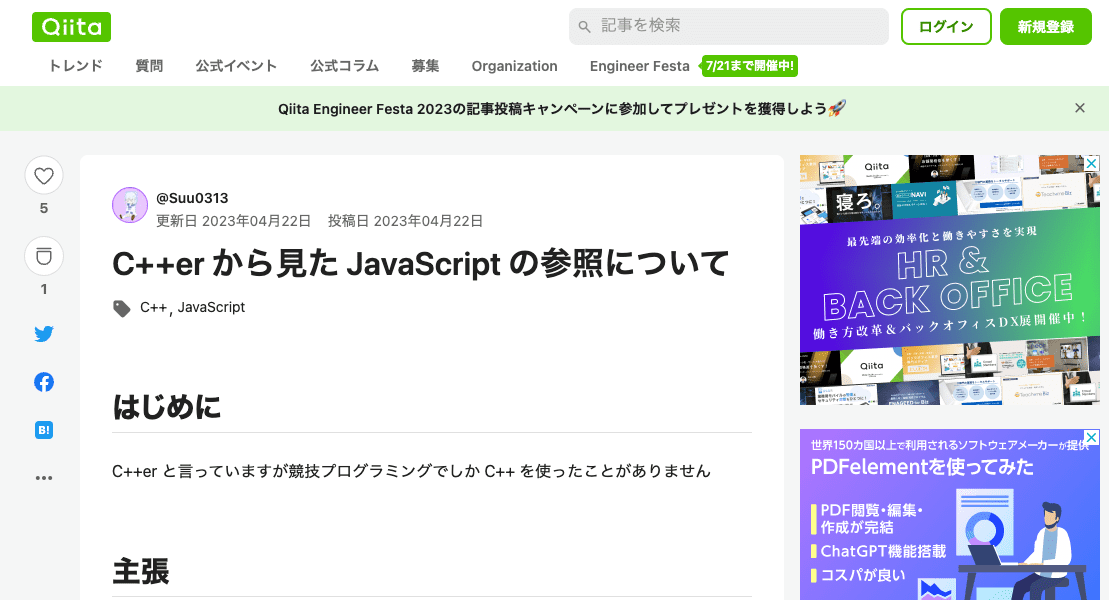 Qiita
記事を検索
ログイン
新規登録
トレンド
質問
公式イベント
公式コラム
募集
Organization
Engineer Festa
7/21まで開催中!
Qiita Engineer Festa 2023の記事投稿キャンペーンに参加してプレゼントを獲得しよう🚀
5
1
B!
@Suu0313
更新日 2023年04月22日
投稿日 2023年04月22日
C++er から見た JavaScript の参照について
C++, JavaScript
はじめに
C++er と言っていますが競技プログラミングでしか C++ を使ったことがありません
主張
Qiita
寝ろ。
NAVI
最先端の効率化と働きやすさを実現
HR &
BACK OFFICE
働き方改革&バックオフィスDX展開催中!
Qiita
世界150カ国以上で利用されるソフトウェアメーカーが提供
PDFelementを使ってみた
PDF閲覧・編集・
作成が完結
ChatGPT機能搭載
コスパが良い